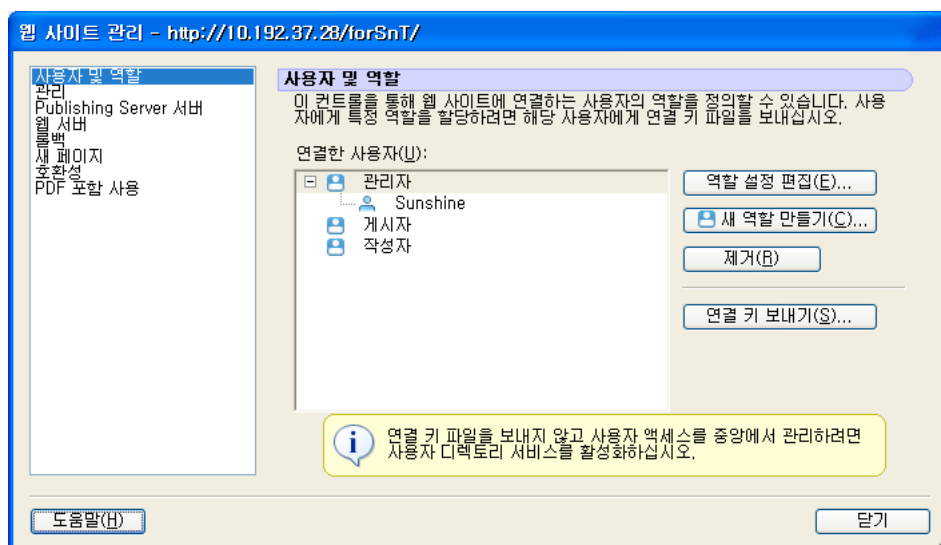 웹 사이트 관리 - http://10.192.37.28/forSnT/
사용자 및 역할
관리
Publishing Server 서버
웹 서버
롤백
새 페이지
호환성
PDF 포함 사용
사용자 및 역할
이 컨트롤을 통해 웹 사이트에 연결하는 사용자의 역할을 정의할 수 있습니다. 사용
자에게 특정 역할을 할당하려면 해당 사용자에게 연결 키 파일을 보내십시오.
연결한 사용자(U):
관리자
Sunshine
게시자
작성자
역할 설정 편집(E)...
새 역할 만들기(C)...
제거(R)
연결 키 보내기(S)...
연결 키 파일을 보내지 않고 사용자 액세스를 중앙에서 관리하려면
사용자 디렉토리 서비스를 활성화하십시오.
도움말(H)
닫기